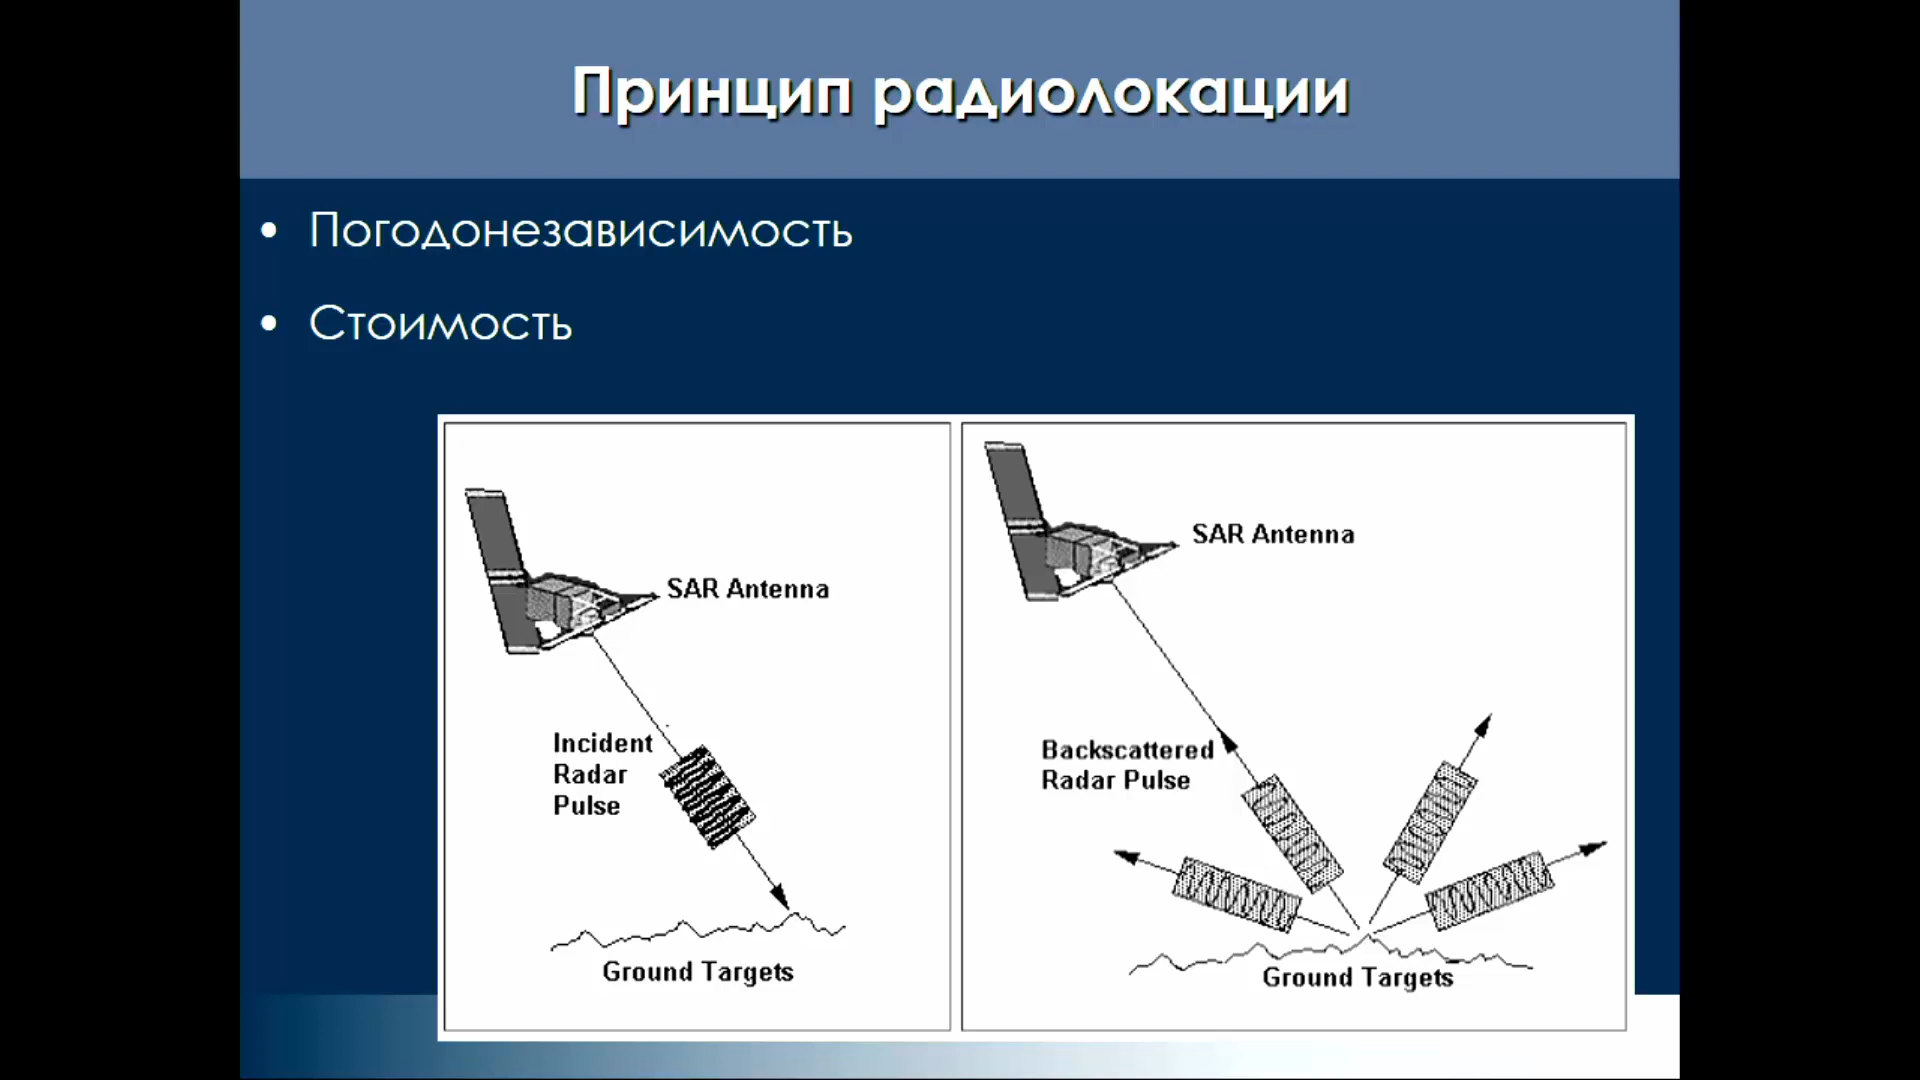 Принцип радиолокации
• Погодонезависимость
• Стоимость
SAR Antenna
Incident
Radar
Pulse
Ground Targets
SAR Antenna
Backscattered
Radar Pulse
Ground Targets